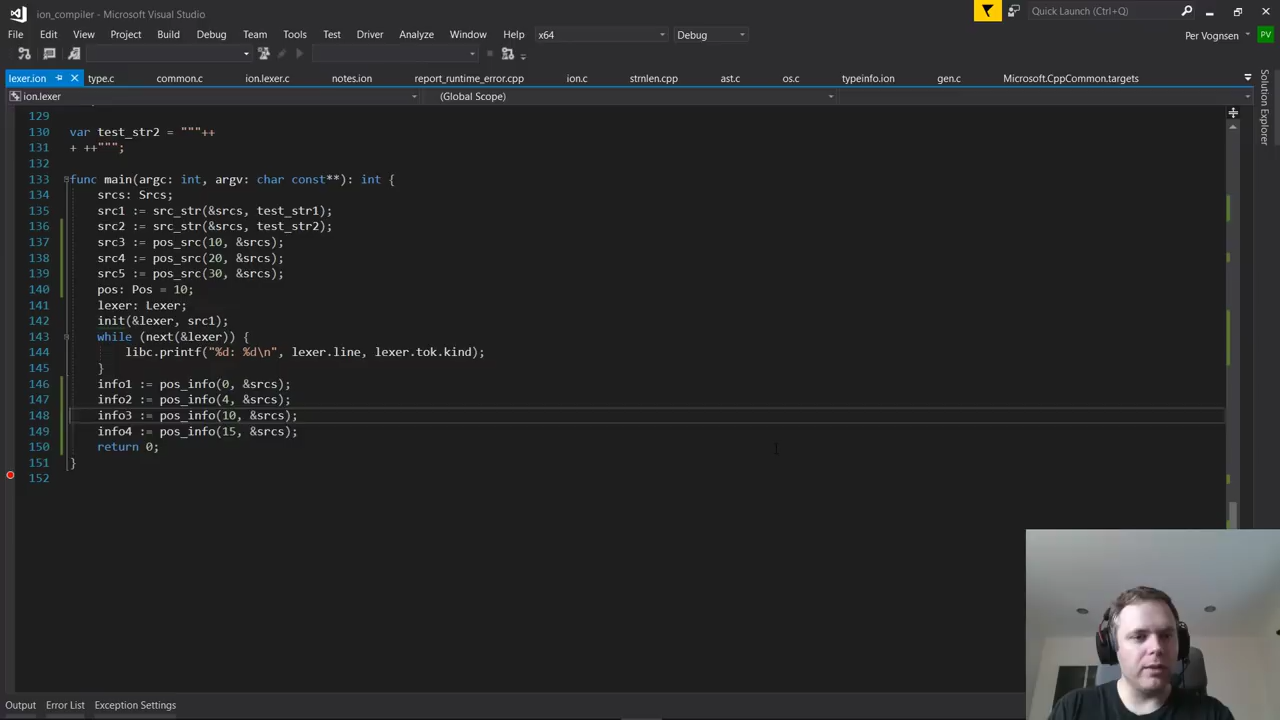 ion_compiler - Microsoft Visual Studio
Quick Launch (Ctrl+Q)
File Edit View Project Build Debug Team Tools Test Driver Analyze Window Help x64 Debug
Per Vognsen PV
lexer.ion type.c common.c ion.lexer.c notes.ion report_runtime_error.cpp ion.c strnlen.cpp ast.c os.c typeinfo.ion gen.c Microsoft.CppCommon.targets
ion.lexer (Global Scope)
Solution Explorer
129
130 var test_str2 = """++
131 + ++""";
132
133 func main(argc: int, argv: char const**): int {
134 srcs: Srcs;
135 src1 := src_str(&srcs, test_str1);
136 src2 := src_str(&srcs, test_str2);
137 src3 := pos_src(10, &srcs);
138 src4 := pos_src(20, &srcs);
139 src5 := pos_src(30, &srcs);
140 pos: Pos = 10;
141 lexer: Lexer;
142 init(&lexer, src1);
143 while (next(&lexer)) {
144 libc.printf("%d: %d\n", lexer.line, lexer.tok.kind);
145 }
146 info1 := pos_info(0, &srcs);
147 info2 := pos_info(4, &srcs);
148 info3 := pos_info(10, &srcs);
149 info4 := pos_info(15, &srcs);
150 return 0;
151 }
152
Output Error List Exception Settings